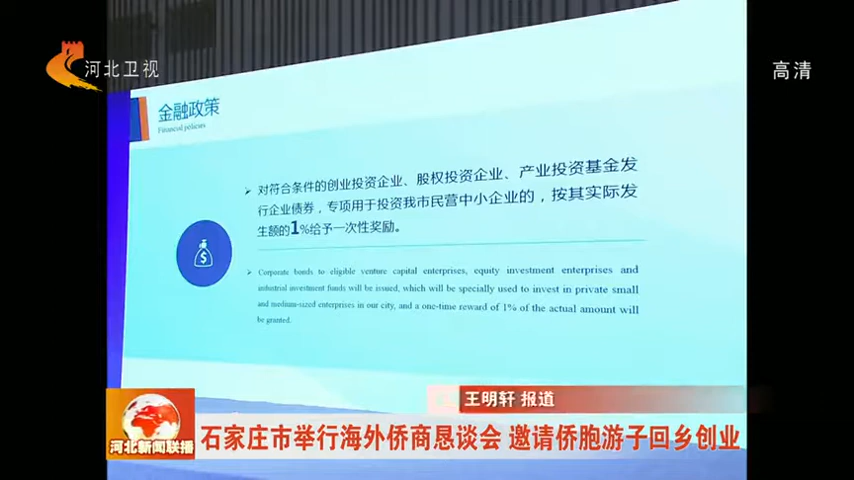 河北卫视
高清
金融政策
Financial policies
对符合条件的创业投资企业、股权投资企业、产业投资基金发
行企业债券，专项用于投资我市民营中小企业的，按其实际发
生额的1%给予一次性奖励。
Corporate bonds to eligible venture capital enterprises, equity investment enterprises and
industrial investment funds will be issued, which will be specially used to invest in private small
and medium-sized enterprises in our city, and a one-time reward of 1% of the actual amount will
be granted.
王明轩 报道
河北新闻联播
石家庄市举行海外侨商恳谈会 邀请侨胞游子回乡创业